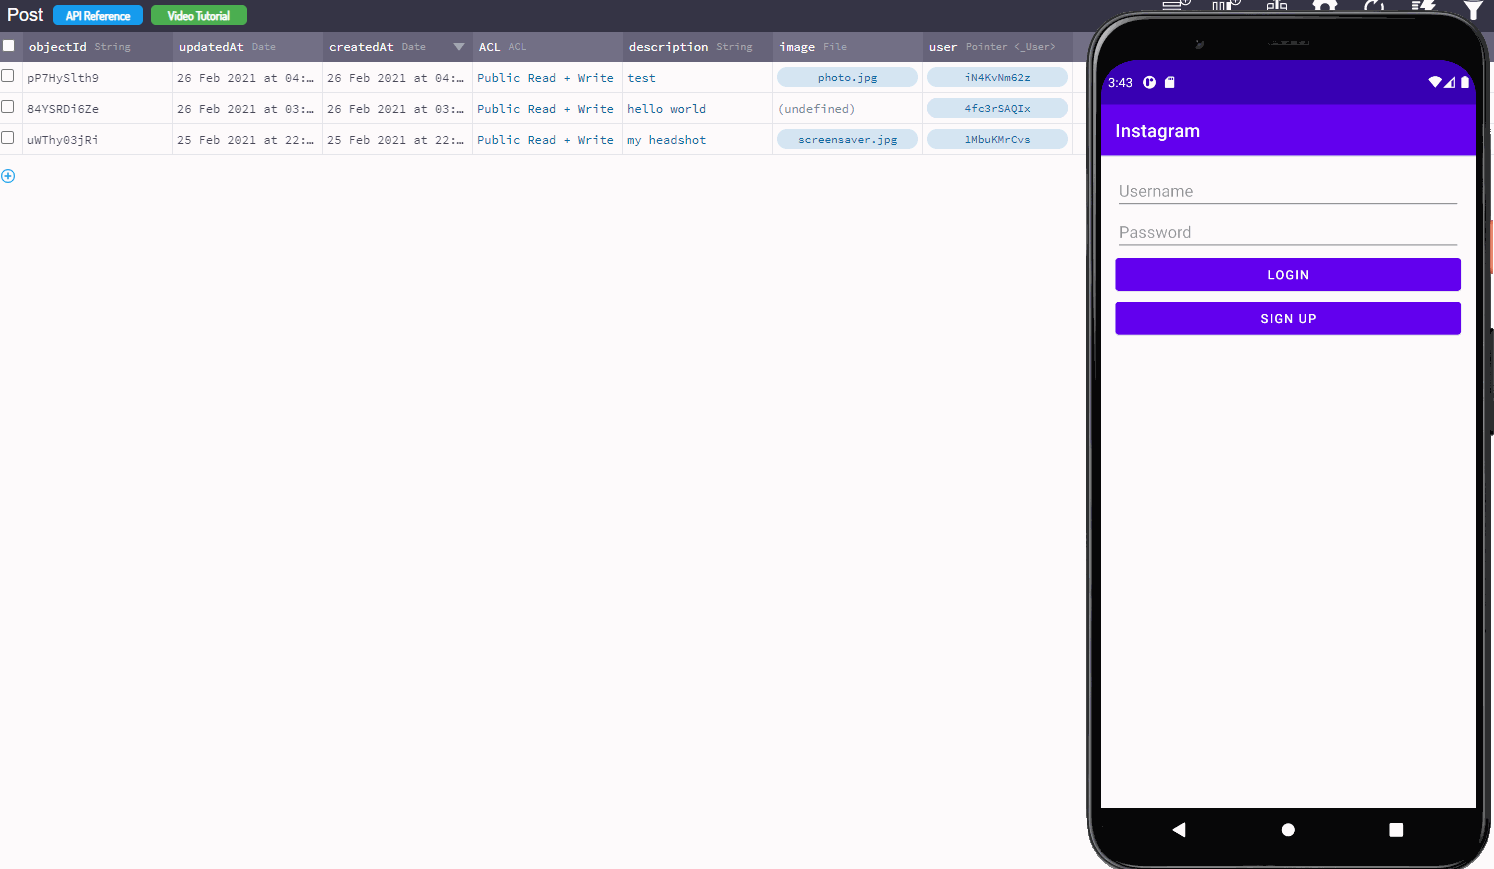 Post API Reference Video Tutorial
objectId String updatedAt Date createdAt Date ACL ACL description String image File user Pointer <_User>
pP7HySlth9 26 Feb 2021 at 04:… 26 Feb 2021 at 04:… Public Read + Write test photo.jpg iN4KvNm62z
84YSRDi6Ze 26 Feb 2021 at 03:… 26 Feb 2021 at 03:… Public Read + Write hello world (undefined) 4fc3rSAQIx
uWThy03jRi 25 Feb 2021 at 22:… 25 Feb 2021 at 22:… Public Read + Write my headshot screensaver.jpg lMbuKMrCvs
3:43
Instagram
Username
Password
LOGIN
SIGN UP